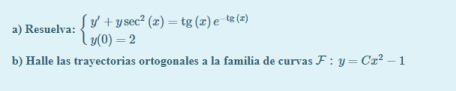 a) Resuelva: { y′ + y sec² (x) = tg (x) e^(−tg (x))
y(0) = 2
b) Halle las trayectorias ortogonales a la familia de curvas ℱ : y = Cx² − 1